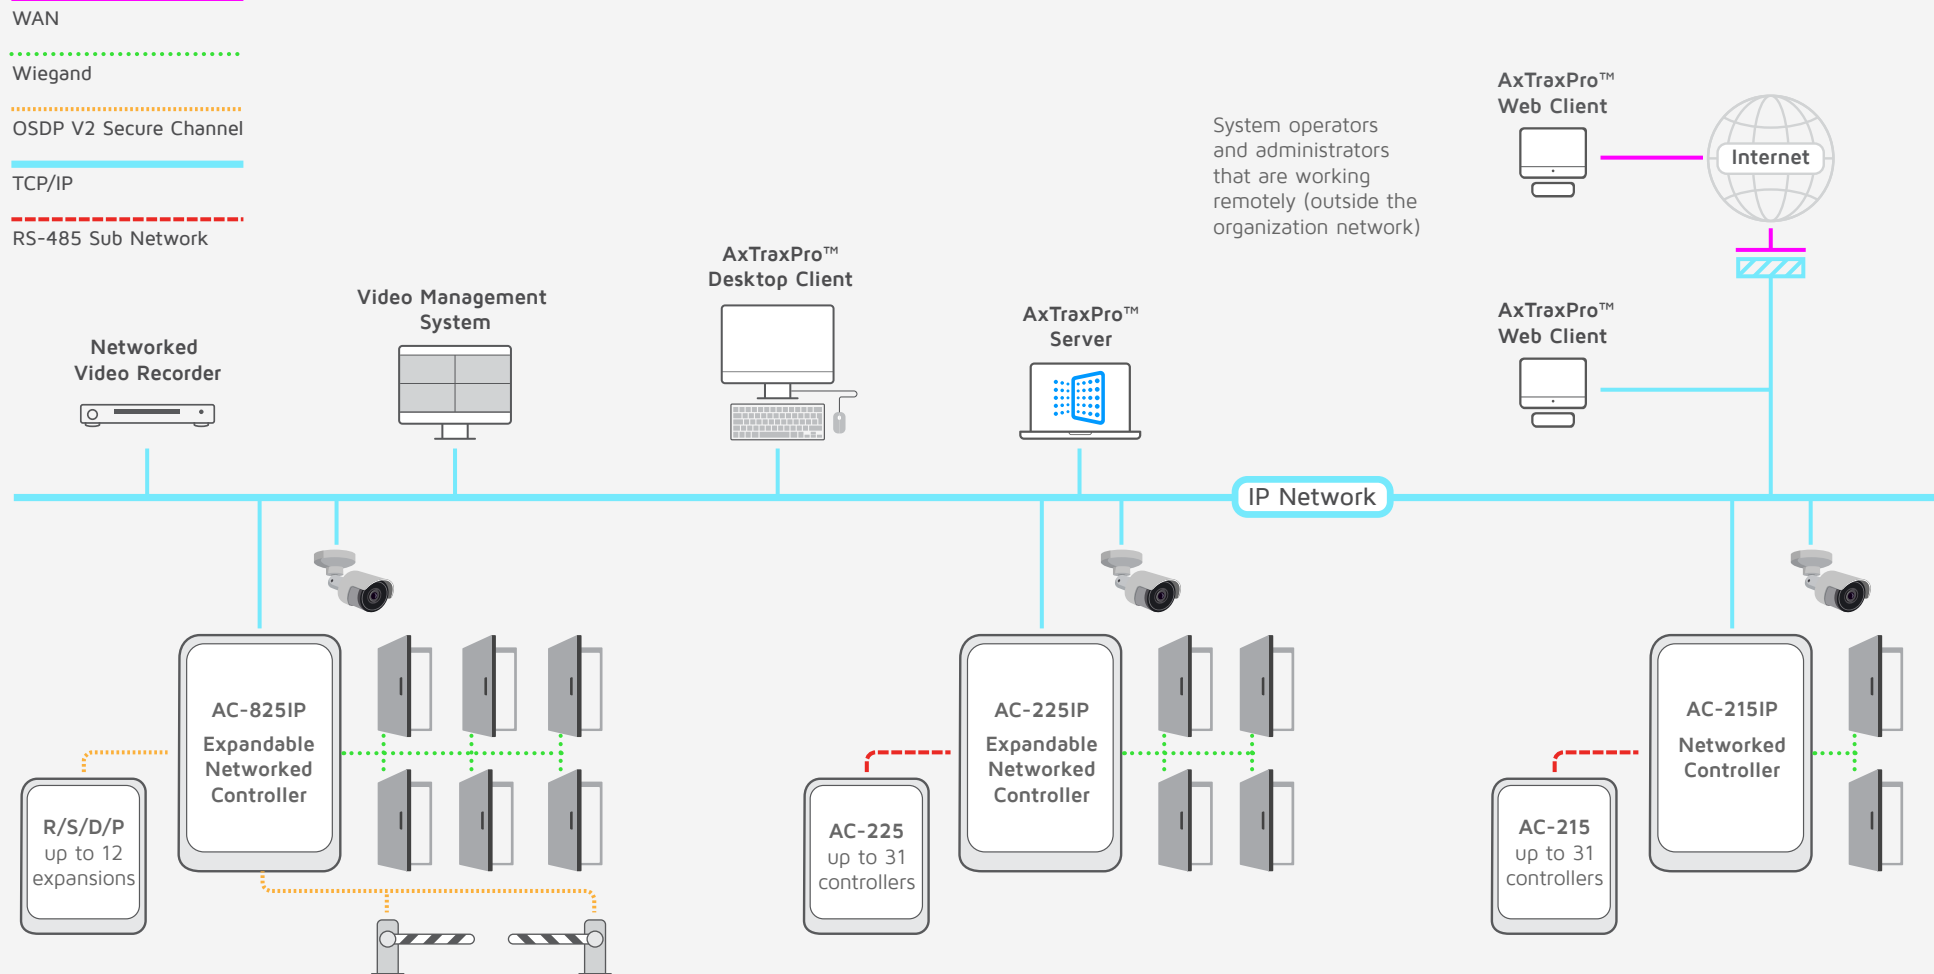 WAN
Wiegand
OSDP V2 Secure Channel
TCP/IP
RS-485 Sub Network
Networked
Video Recorder
Video Management
System
AxTraxPro™
Desktop Client
AxTraxPro™
Server
System operators
and administrators
that are working
remotely (outside the
organization network)
AxTraxPro™
Web Client
Internet
AxTraxPro™
Web Client
IP Network
AC-825IP
Expandable
Networked
Controller
R/S/D/P
up to 12
expansions
AC-225IP
Expandable
Networked
Controller
AC-225
up to 31
controllers
AC-215IP
Networked
Controller
AC-215
up to 31
controllers